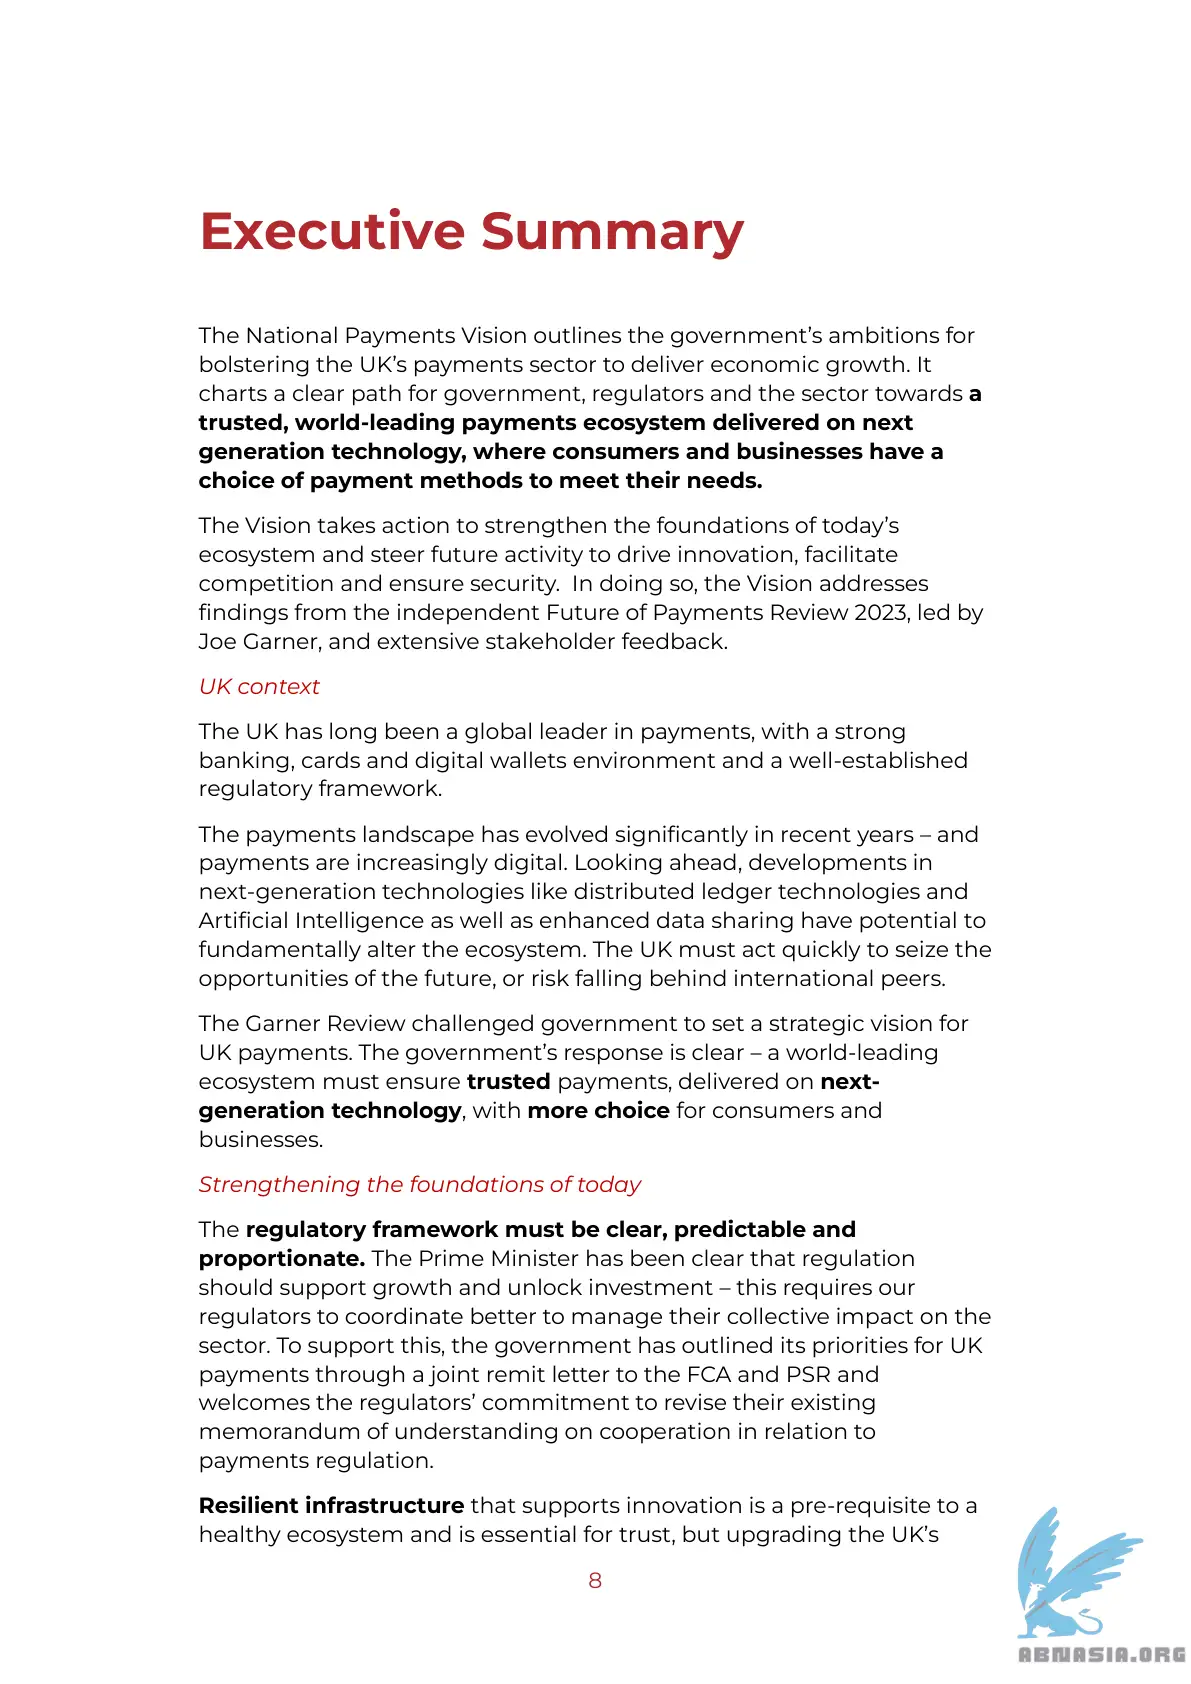 Executive Summary
The National Payments Vision outlines the government’s ambitions for
bolstering the UK’s payments sector to deliver economic growth. It
charts a clear path for government, regulators and the sector towards a
trusted, world-leading payments ecosystem delivered on next
generation technology, where consumers and businesses have a
choice of payment methods to meet their needs.
The Vision takes action to strengthen the foundations of today’s
ecosystem and steer future activity to drive innovation, facilitate
competition and ensure security.  In doing so, the Vision addresses
findings from the independent Future of Payments Review 2023, led by
Joe Garner, and extensive stakeholder feedback.
UK context
The UK has long been a global leader in payments, with a strong
banking, cards and digital wallets environment and a well-established
regulatory framework.
The payments landscape has evolved significantly in recent years – and
payments are increasingly digital. Looking ahead, developments in
next-generation technologies like distributed ledger technologies and
Artificial Intelligence as well as enhanced data sharing have potential to
fundamentally alter the ecosystem. The UK must act quickly to seize the
opportunities of the future, or risk falling behind international peers.
The Garner Review challenged government to set a strategic vision for
UK payments. The government’s response is clear – a world-leading
ecosystem must ensure trusted payments, delivered on next-
generation technology, with more choice for consumers and
businesses.
Strengthening the foundations of today
The regulatory framework must be clear, predictable and
proportionate. The Prime Minister has been clear that regulation
should support growth and unlock investment – this requires our
regulators to coordinate better to manage their collective impact on the
sector. To support this, the government has outlined its priorities for UK
payments through a joint remit letter to the FCA and PSR and
welcomes the regulators’ commitment to revise their existing
memorandum of understanding on cooperation in relation to
payments regulation.
Resilient infrastructure that supports innovation is a pre-requisite to a
healthy ecosystem and is essential for trust, but upgrading the UK’s
8
ABNASIA.ORG